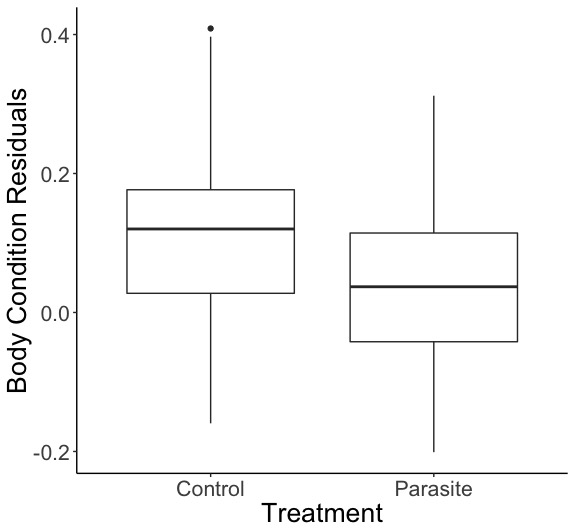 Body Condition Residuals
0.4
0.2
0.0
-0.2
Control Parasite
Treatment